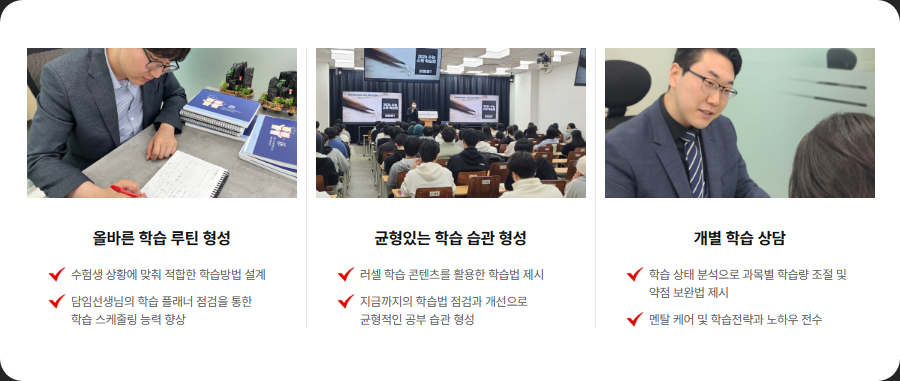 올바른 학습 루틴 형성
수험생 상황에 맞춰 적합한 학습방법 설계
담임선생님의 학습 플래너 점검을 통한
학습 스케줄링 능력 향상
균형있는 학습 습관 형성
러셀 학습 콘텐츠를 활용한 학습법 제시
지금까지의 학습법 점검과 개선으로
균형적인 공부 습관 형성
개별 학습 상담
학습 상태 분석으로 과목별 학습량 조절 및
약점 보완법 제시
멘탈 케어 및 학습전략과 노하우 전수